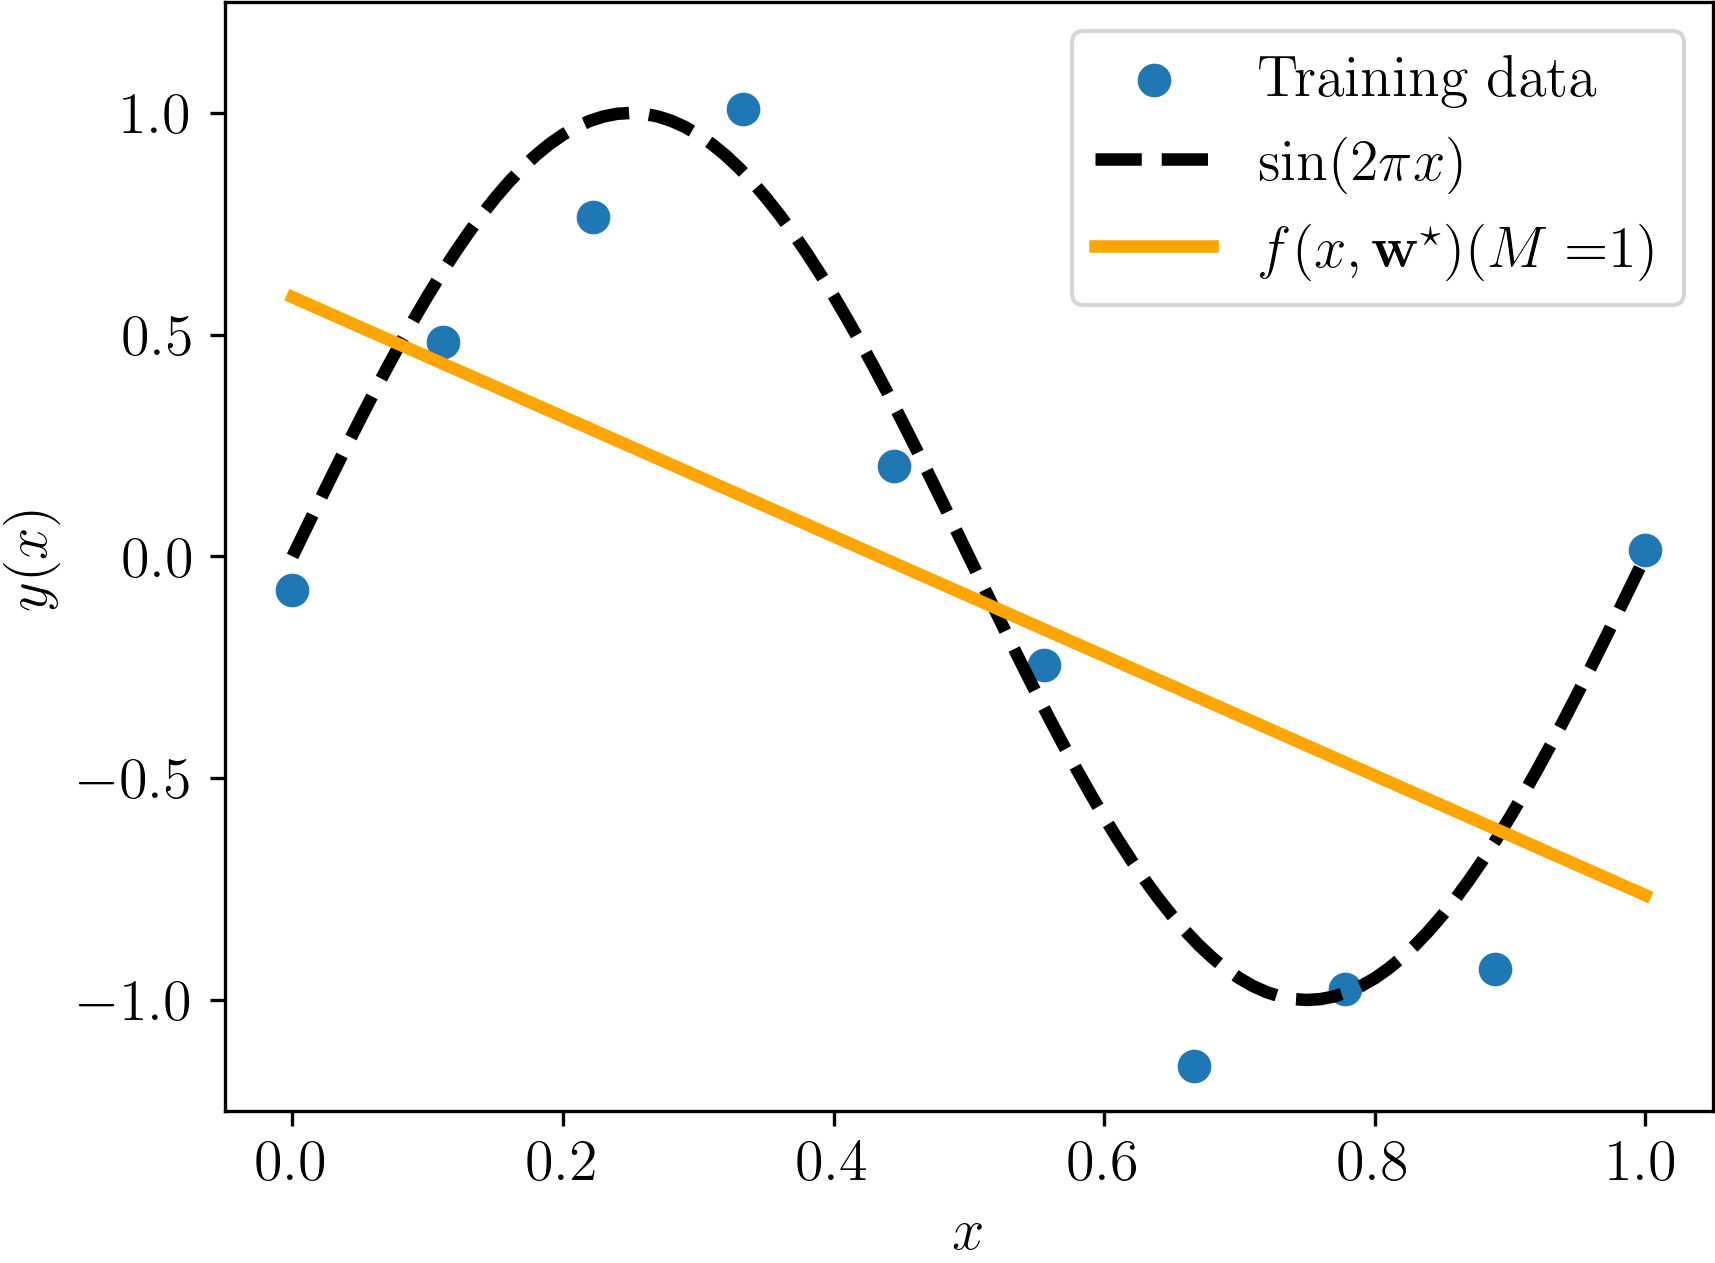 Training data
sin(2πx)
f(x, w⋆)(M =1)
1.0
0.5
0.0
−0.5
−1.0
y(x)
0.0 0.2 0.4 0.6 0.8 1.0
x